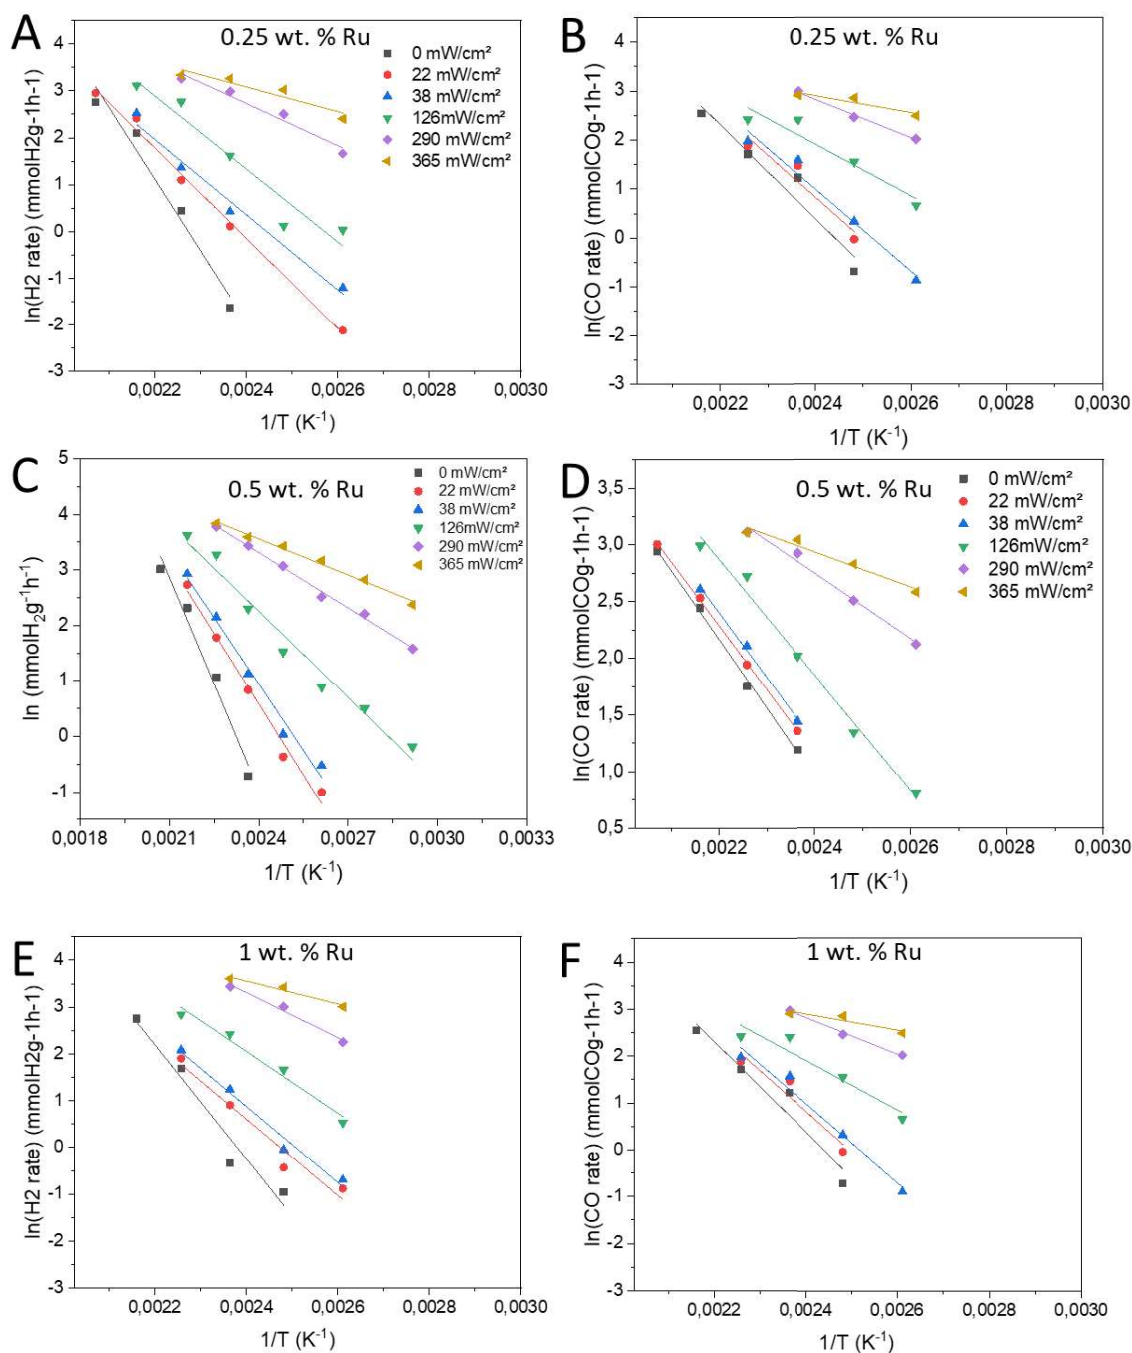 A
0.25 wt. % Ru
0 mW/cm²
22 mW/cm²
38 mW/cm²
126mW/cm²
290 mW/cm²
365 mW/cm²
ln(H2 rate) (mmolH2g-1h-1)
4
3
2
1
0
-1
-2
-3
0,0022
0,0024
0,0026
0,0028
0,0030
1/T (K⁻¹)
B
0.25 wt. % Ru
ln(CO rate) (mmolCOg-1h-1)
4
3
2
1
0
-1
-2
-3
0,0022
0,0024
0,0026
0,0030
1/T (K⁻¹)
C
0.5 wt. % Ru
0 mW/cm²
22 mW/cm²
38 mW/cm²
126mW/cm²
290 mW/cm²
365 mW/cm²
ln (mmolH₂g⁻¹h⁻¹)
5
4
3
2
1
0
-1
0,0018
0,0021
0,0024
0,0027
0,0030
0,0033
1/T (K⁻¹)
D
0.5 wt. % Ru
0 mW/cm²
22 mW/cm²
38 mW/cm²
126mW/cm²
290 mW/cm²
365 mW/cm²
ln(CO rate) (mmolCOg-1h-1)
3,5
3,0
2,5
2,0
1,5
1,0
0,5
0,0022
0,0024
0,0026
0,0030
1/T (K⁻¹)
E
1 wt. % Ru
ln(H2 rate) (mmolH2g-1h-1)
4
3
2
1
0
-1
-2
-3
0,0022
0,0024
0,0026
0,0028
0,0030
1/T (K⁻¹)
F
1 wt. % Ru
ln(CO rate) (mmolCOg-1h-1)
4
3
2
1
0
-1
-2
-3
0,0022
0,0024
0,0026
0,0028
0,0030
1/T (K⁻¹)